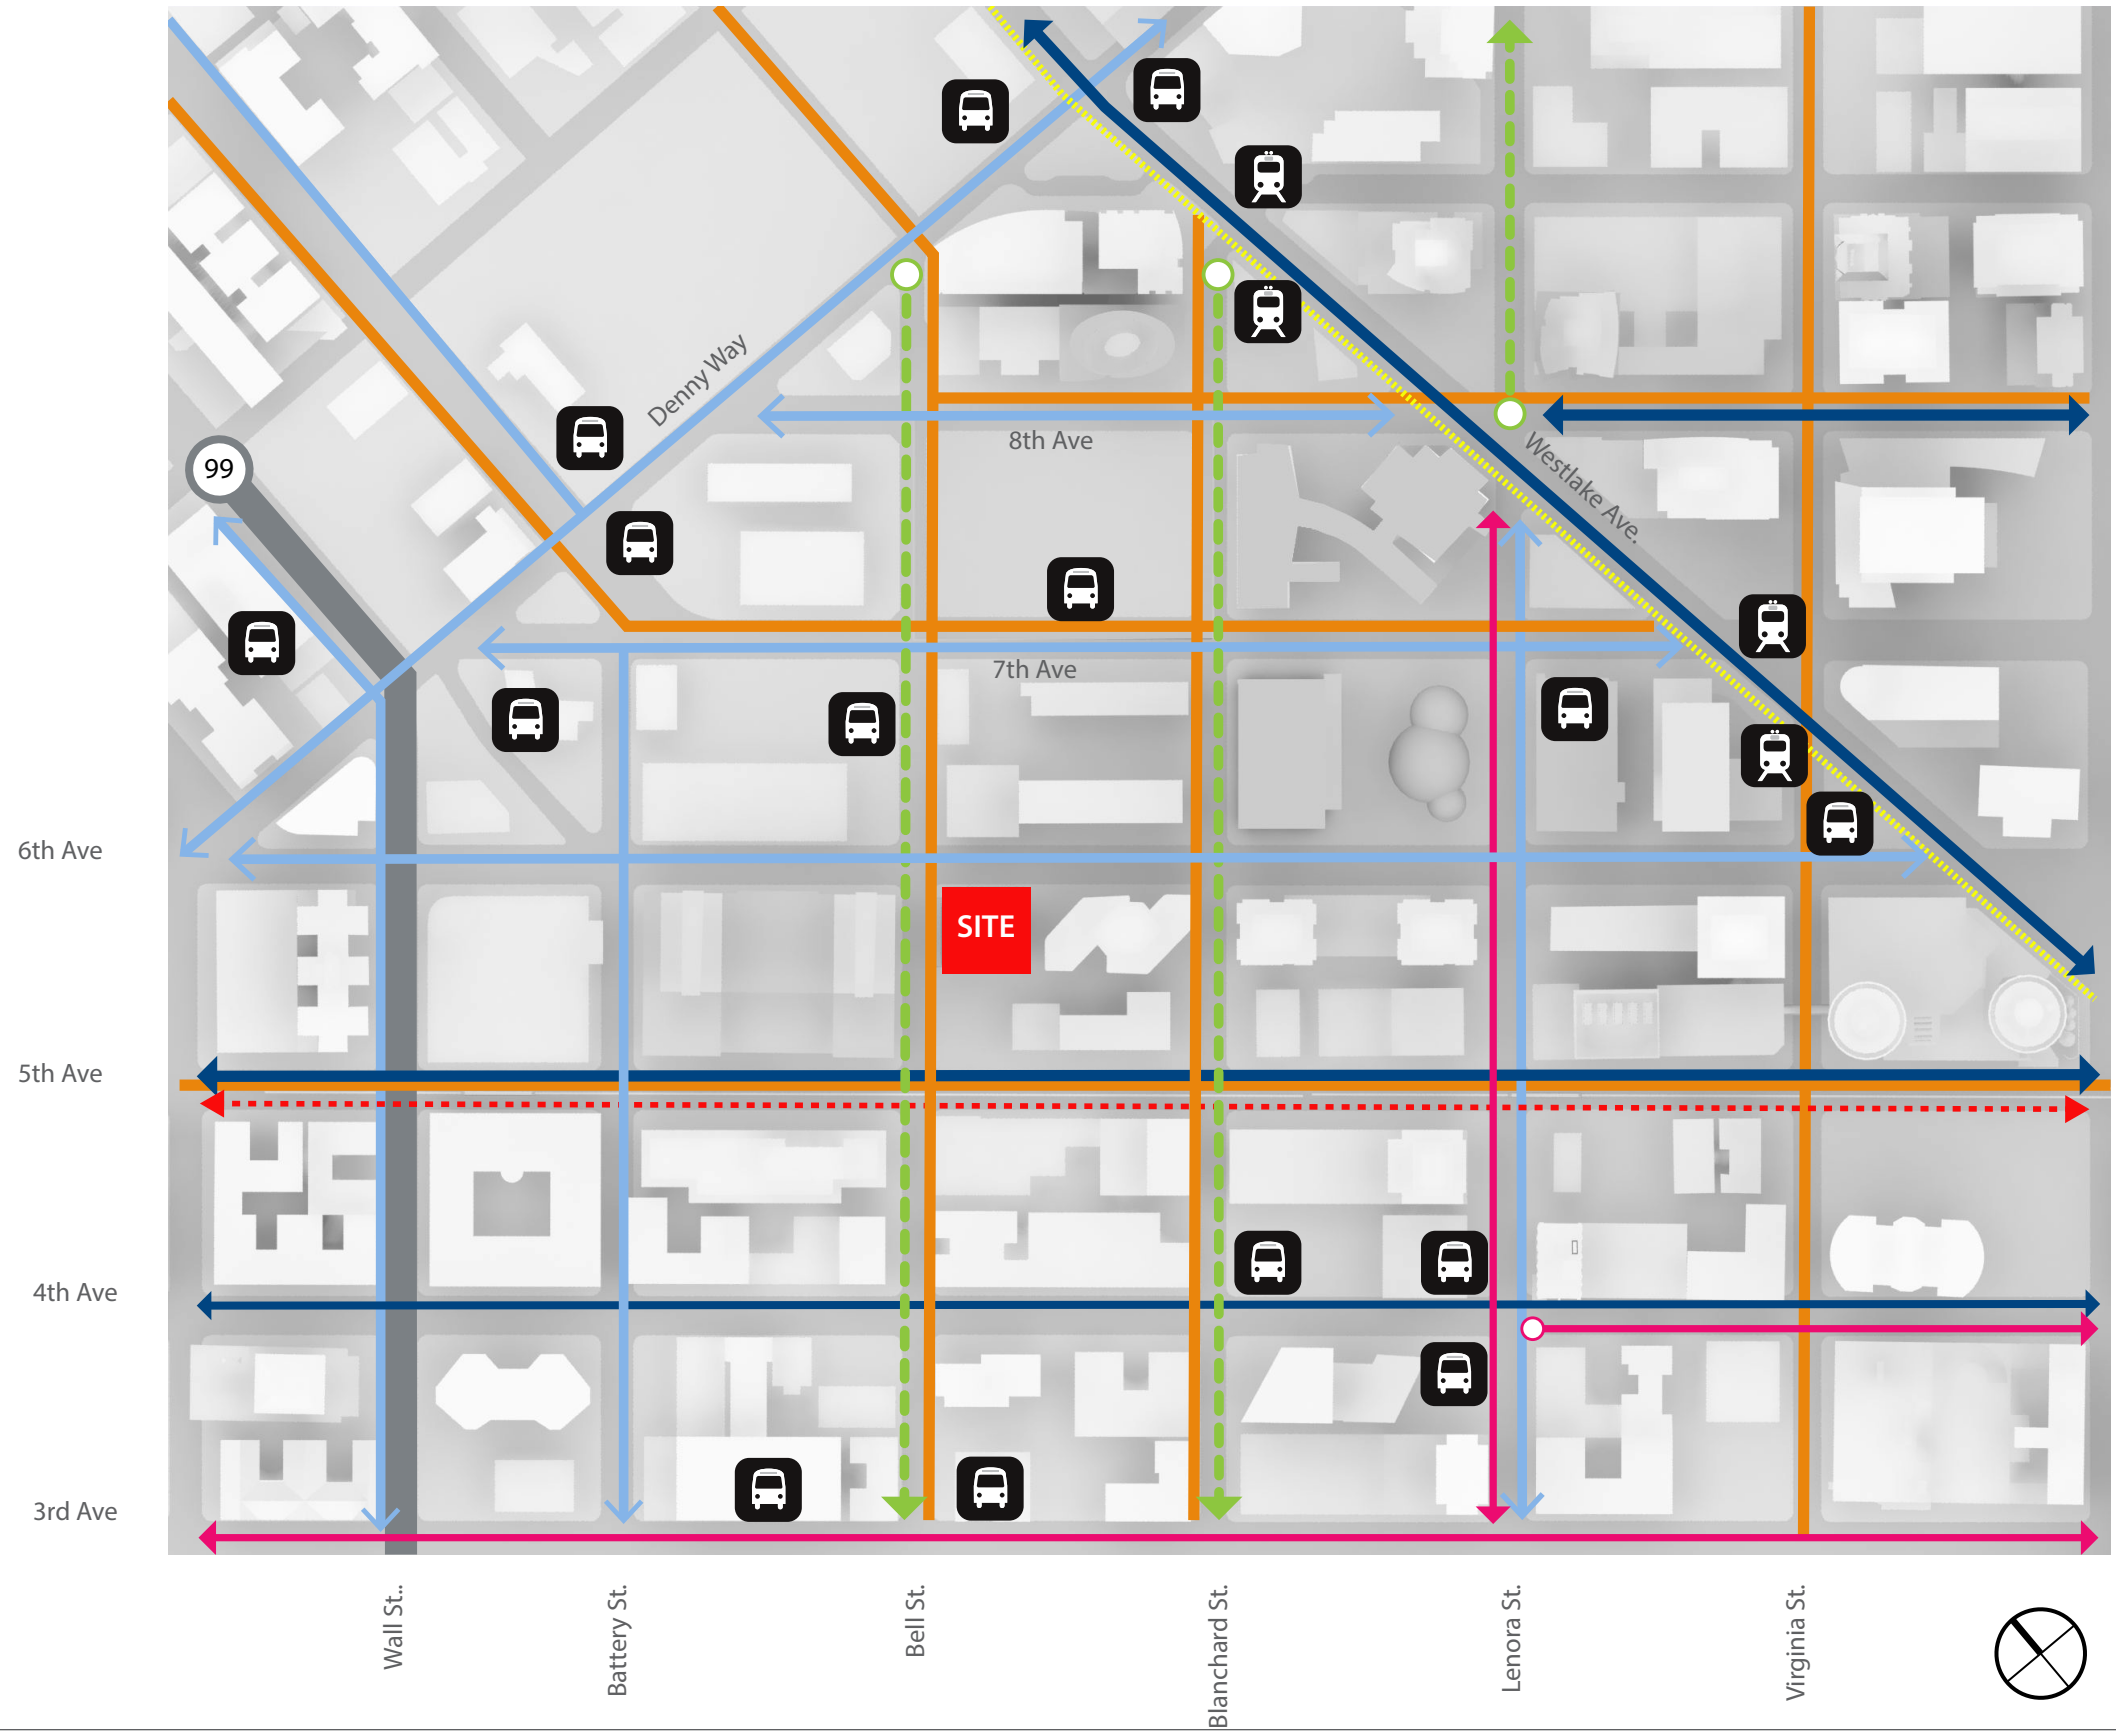 Denny Way
8th Ave
99
Westlake Ave.
7th Ave
6th Ave
SITE
5th Ave
4th Ave
3rd Ave
Wall St..
Battery St.
Bell St.
Blanchard St.
Lenora St.
Virginia St.